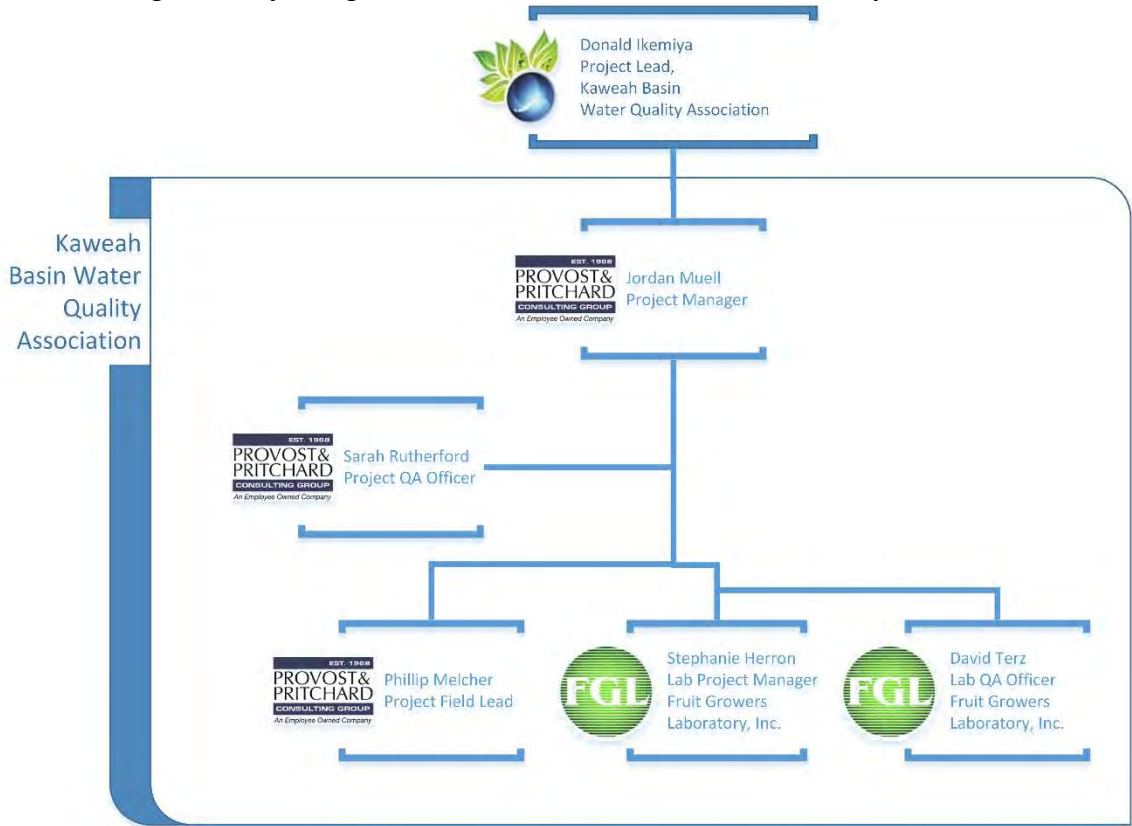 Donald Ikemiya
Project Lead,
Kaweah Basin
Water Quality Association
Kaweah
Basin Water
Quality
Association
EST. 1968
PROVOST &
PRITCHARD
CONSULTING GROUP
An Employee Owned Company
Jordan Muell
Project Manager
EST. 1968
PROVOST &
PRITCHARD
CONSULTING GROUP
An Employee Owned Company
Sarah Rutherford
Project QA Officer
EST. 1968
PROVOST &
PRITCHARD
CONSULTING GROUP
An Employee Owned Company
Phillip Melcher
Project Field Lead
FGL
Stephanie Herron
Lab Project Manager
Fruit Growers
Laboratory, Inc.
FGL
David Terz
Lab QA Officer
Fruit Growers
Laboratory, Inc.